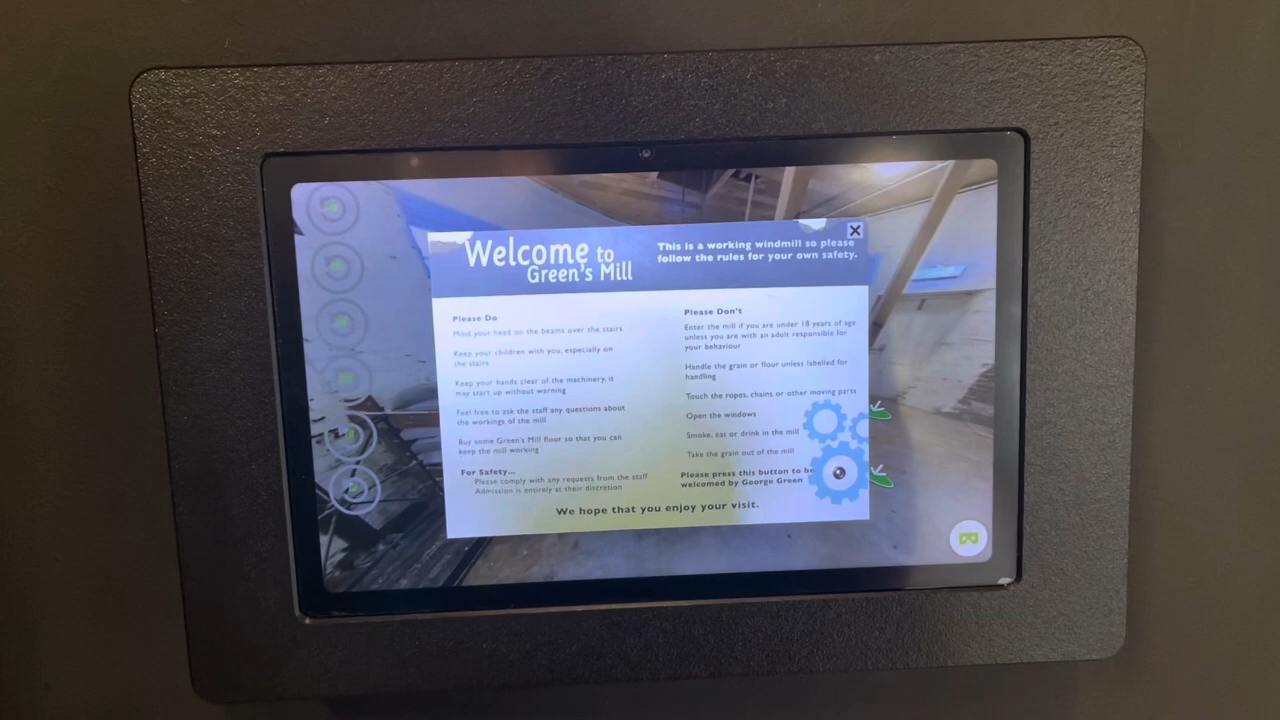 Welcome to
Green's Mill
This is a working windmill so please
follow the rules for your own safety.
Please Do
Mind your head on the beams over the stairs
Keep your children with you, especially on
the stairs
Keep your hands clear of the machinery, it
may start up without warning
Feel free to ask the staff any questions about
the workings of the mill
Buy some Green's Mill flour so that you can
keep the mill working
For Safety...
Please comply with any requests from the staff
Admission is entirely at their discretion
Please Don't
Enter the mill if you are under 18 years of age
unless you are with an adult responsible for
your behaviour
Handle the grain or flour unless labelled for
handling
Touch the ropes, chains or other moving parts
Open the windows
Smoke, eat or drink in the mill
Take the grain out of the mill
Please press this button to be
welcomed by George Green
We hope that you enjoy your visit.